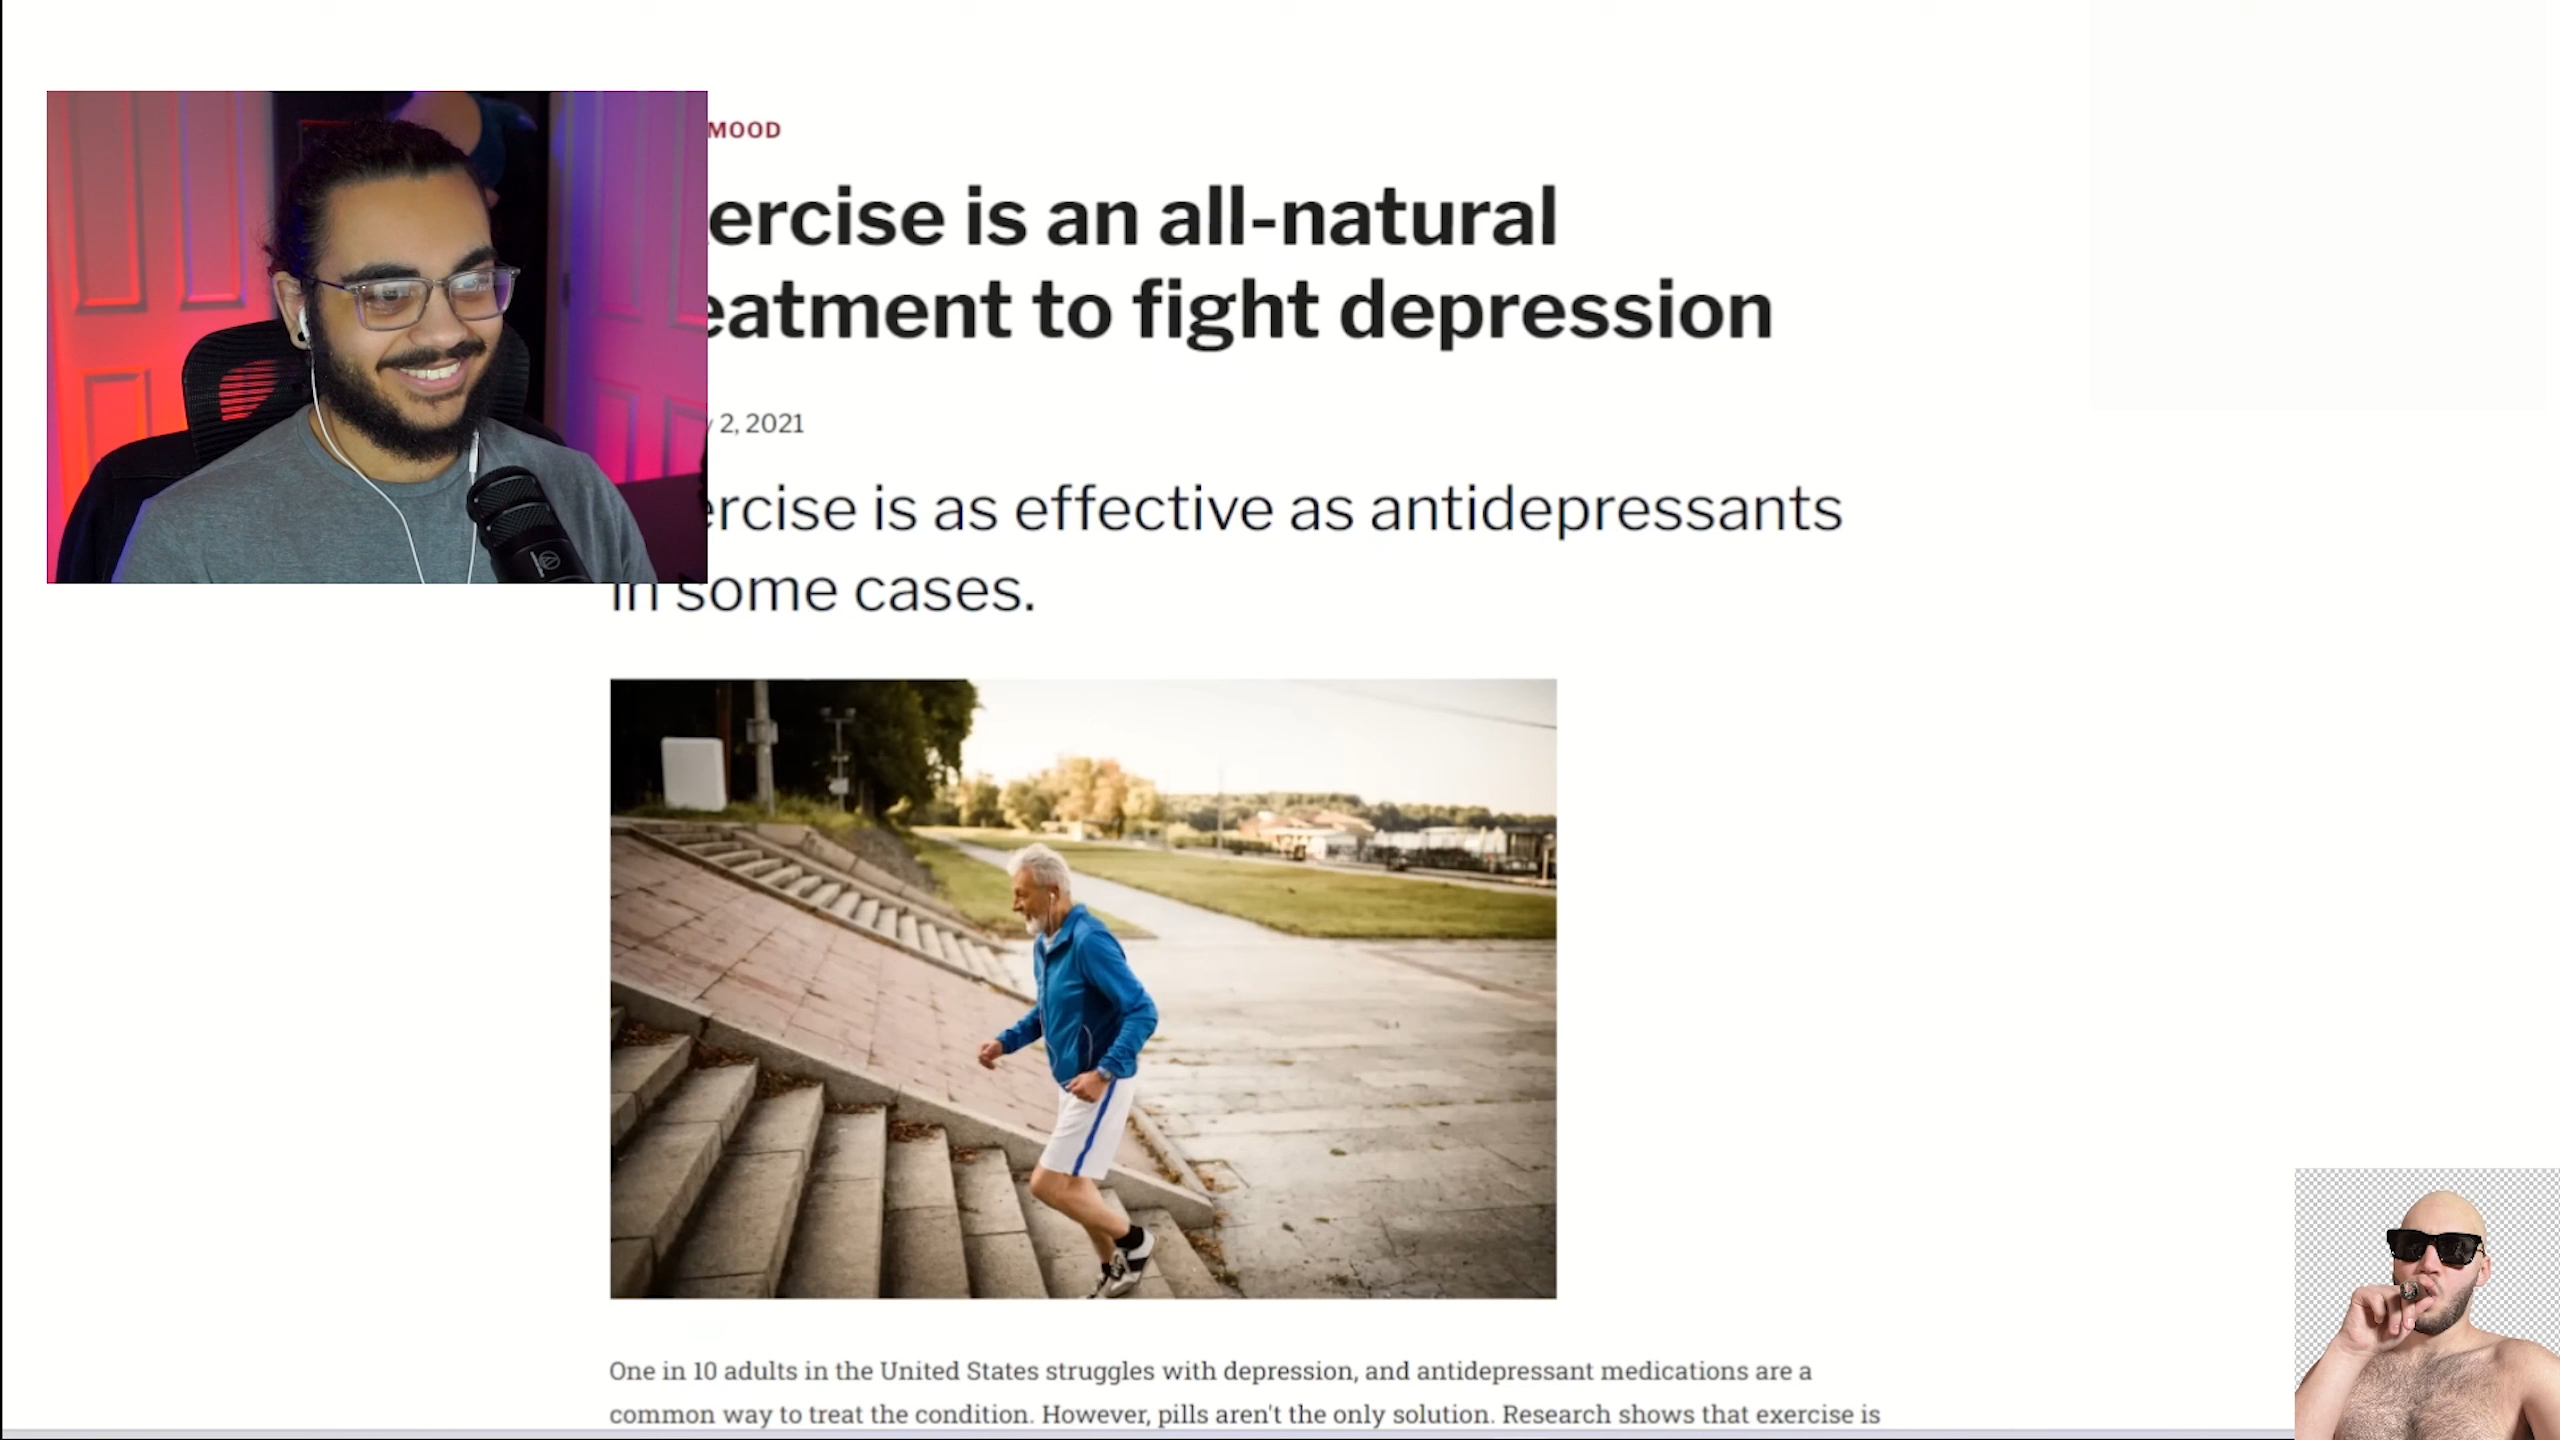 MOOD
ercise is an all-natural
eatment to fight depression
2, 2021
ercise is as effective as antidepressants
in some cases.
One in 10 adults in the United States struggles with depression, and antidepressant medications are a
common way to treat the condition. However, pills aren't the only solution. Research shows that exercise is